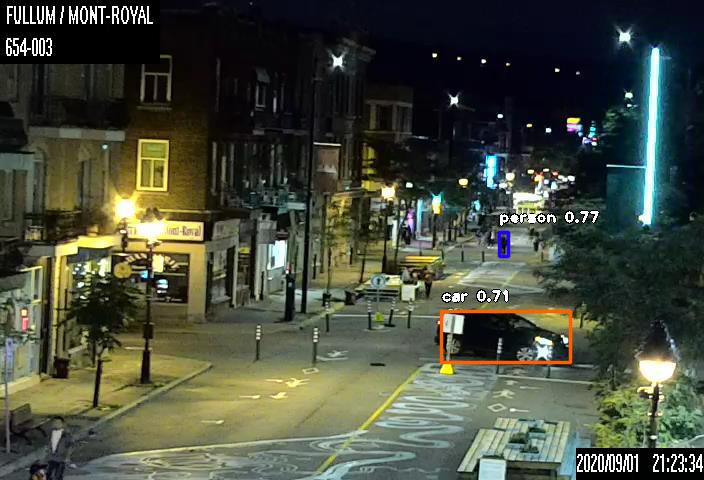 FULLUM / MONT-ROYAL
654-003
person 0.77
Mont-Royal
car 0.71
2020/09/01 21:23:34